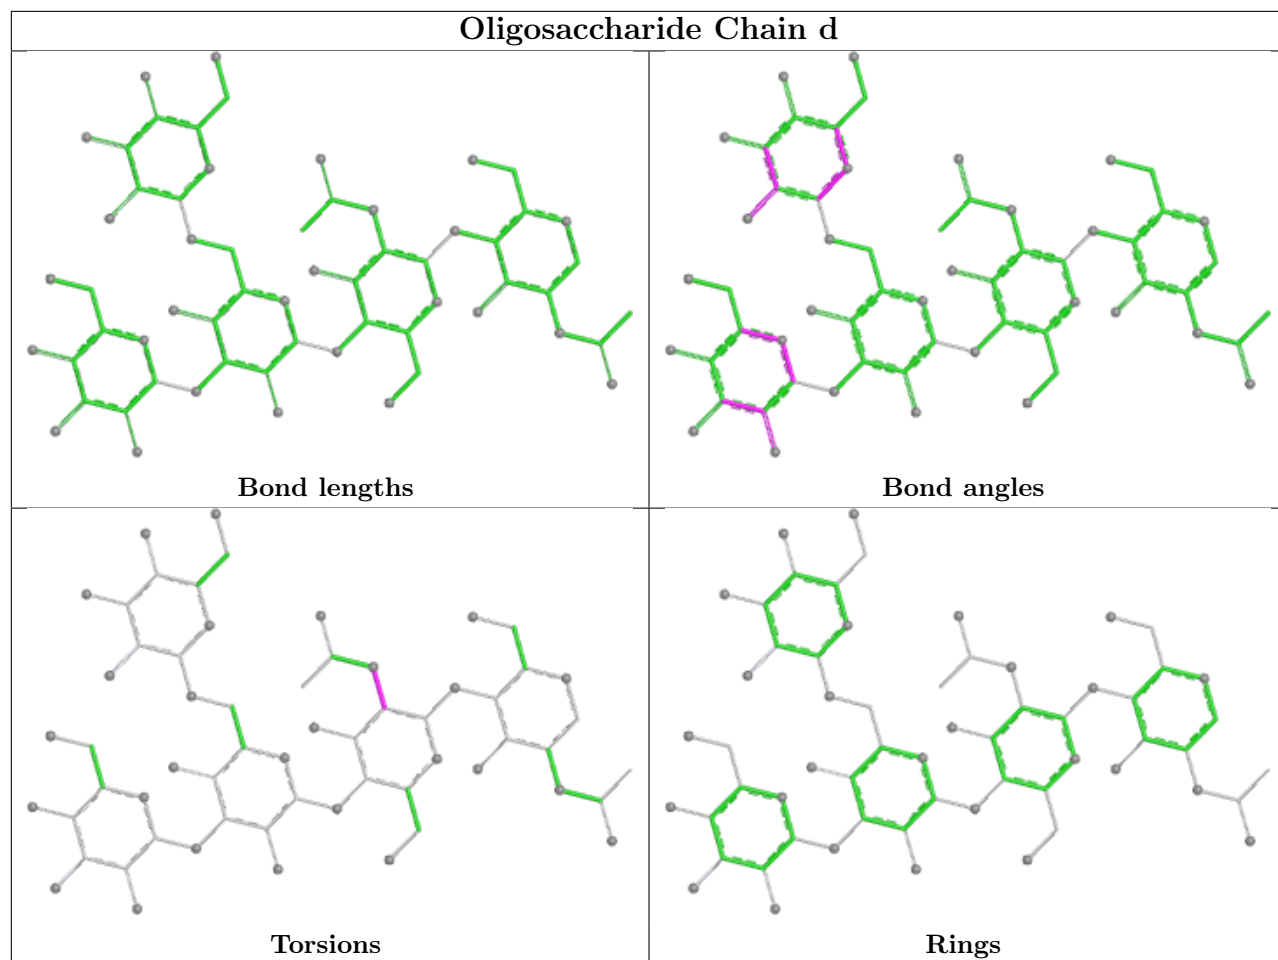 Oligosaccharide Chain d
Bond lengths
Bond angles
Torsions
Rings